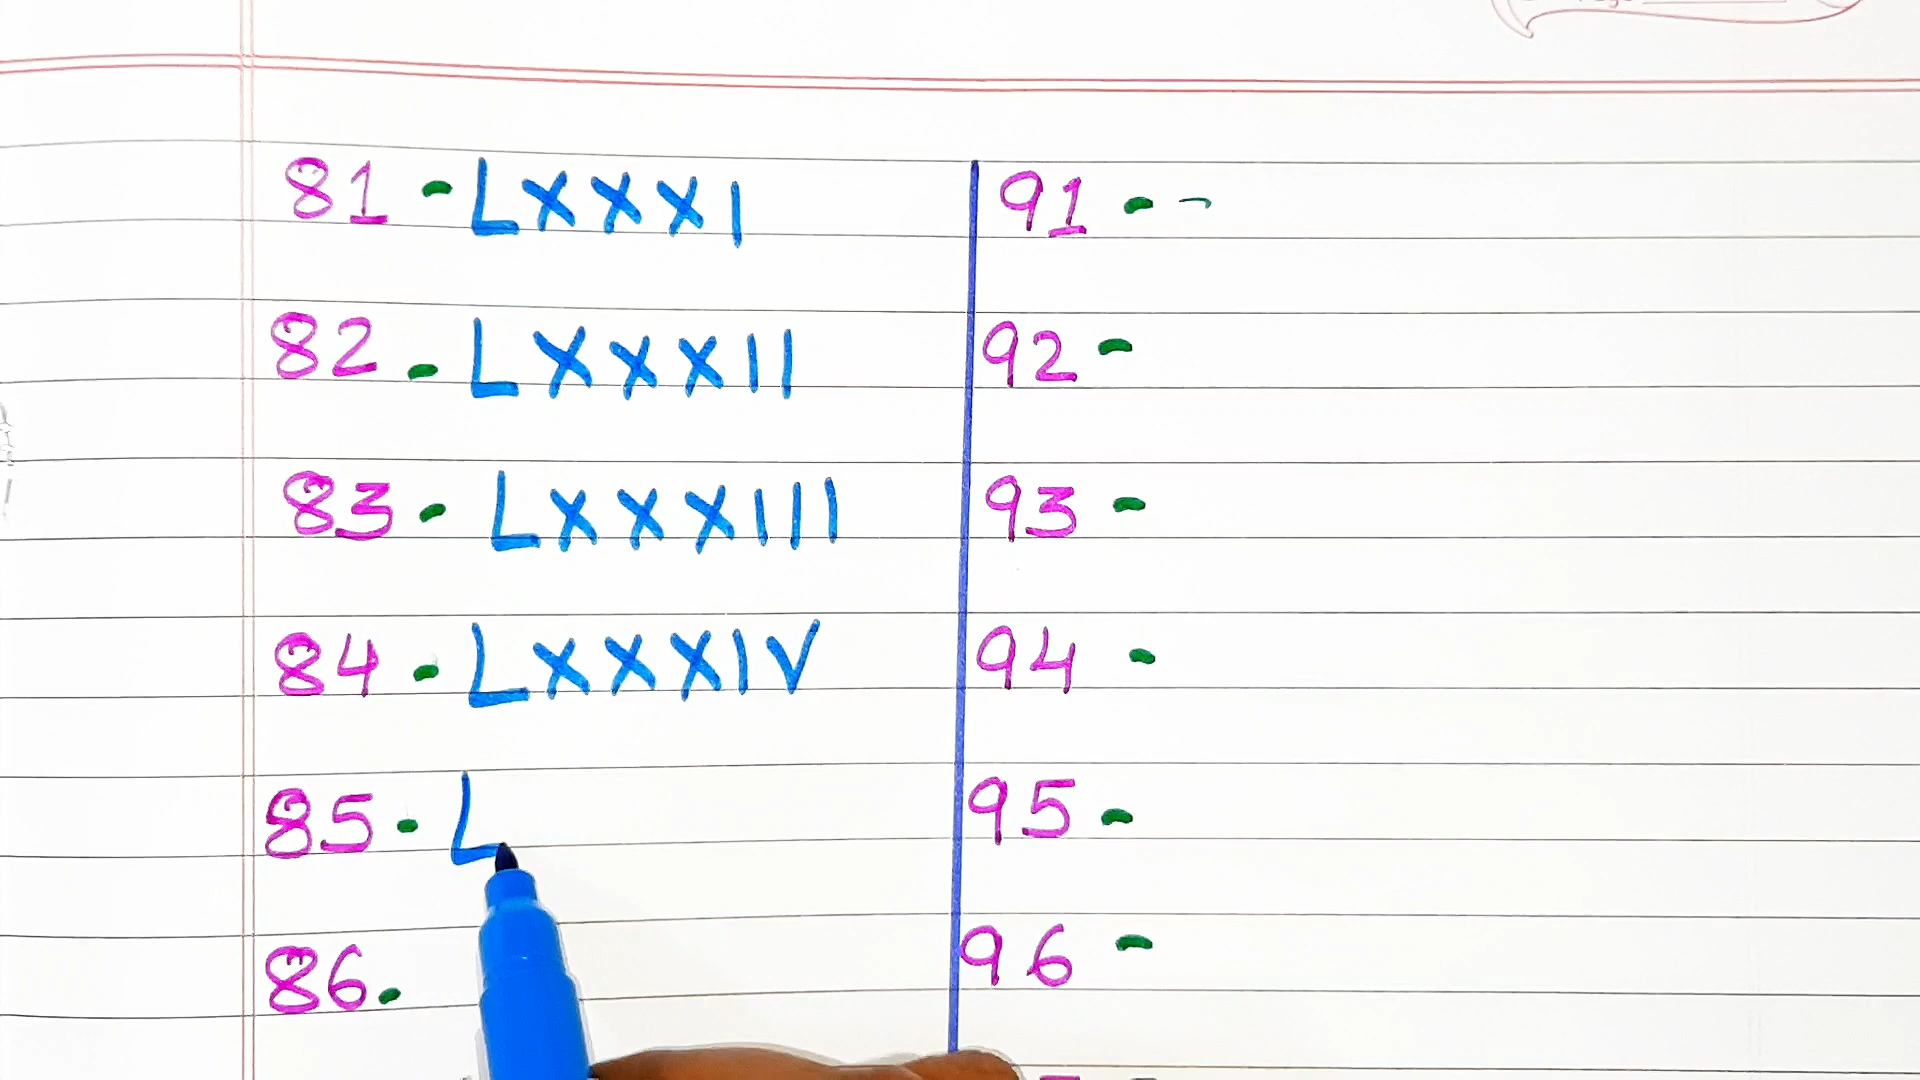 81 - LXXXI
82 - LXXXII
83 - LXXXIII
84 - LXXXIV
85 - L
86 -
91 - -
92 -
93 -
94 -
95 -
96 -